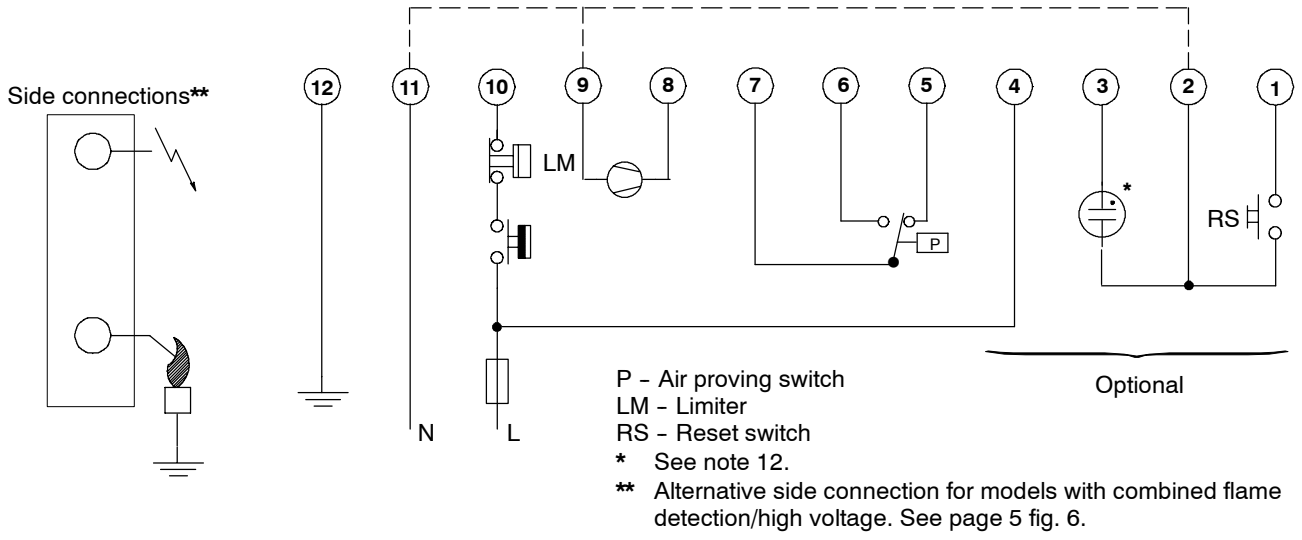 Side connections**
12 11 10 9 8 7 6 5 4 3 2 1
LM
*
RS
P
N
L
P - Air proving switch
LM - Limiter
RS - Reset switch
* See note 12.
** Alternative side connection for models with combined flame
detection/high voltage. See page 5 fig. 6.
Optional